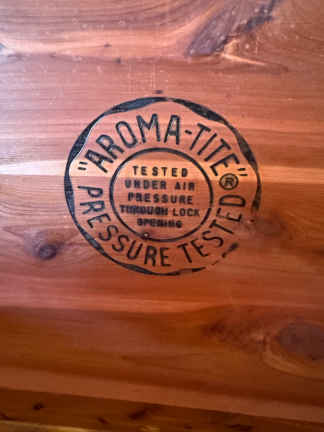 "AROMA-TITE"®
TESTED
UNDER AIR
PRESSURE
THROUGH LOCK
OPENING
PRESSURE TESTED